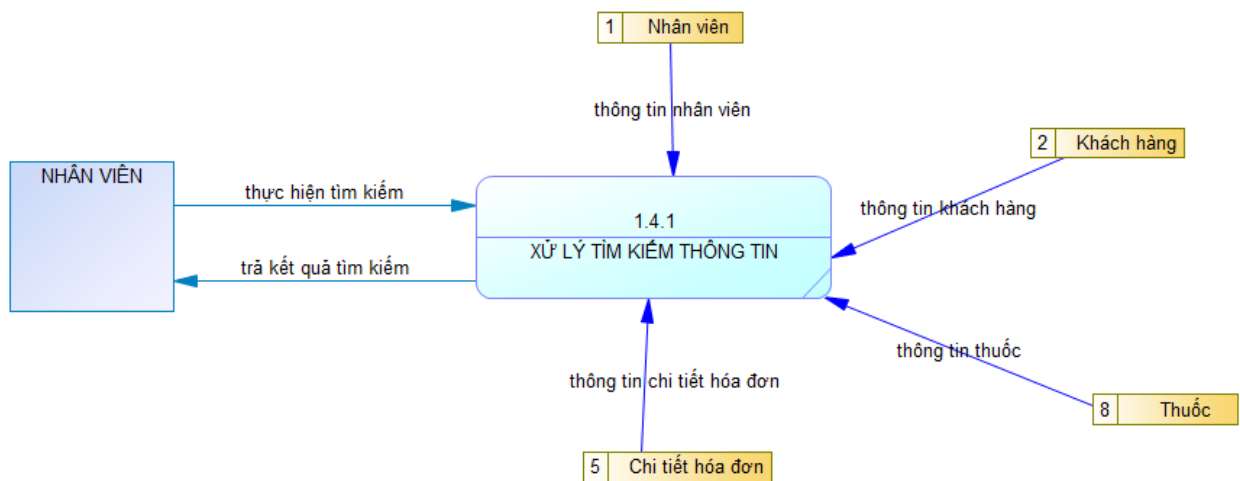 1 Nhân viên
thông tin nhân viên
2 Khách hàng
NHÂN VIÊN
thực hiện tìm kiếm
thông tin khách hàng
1.4.1
XỬ LÝ TÌM KIẾM THÔNG TIN
trả kết quả tìm kiếm
thông tin thuốc
thông tin chi tiết hóa đơn
8 Thuốc
5 Chi tiết hóa đơn